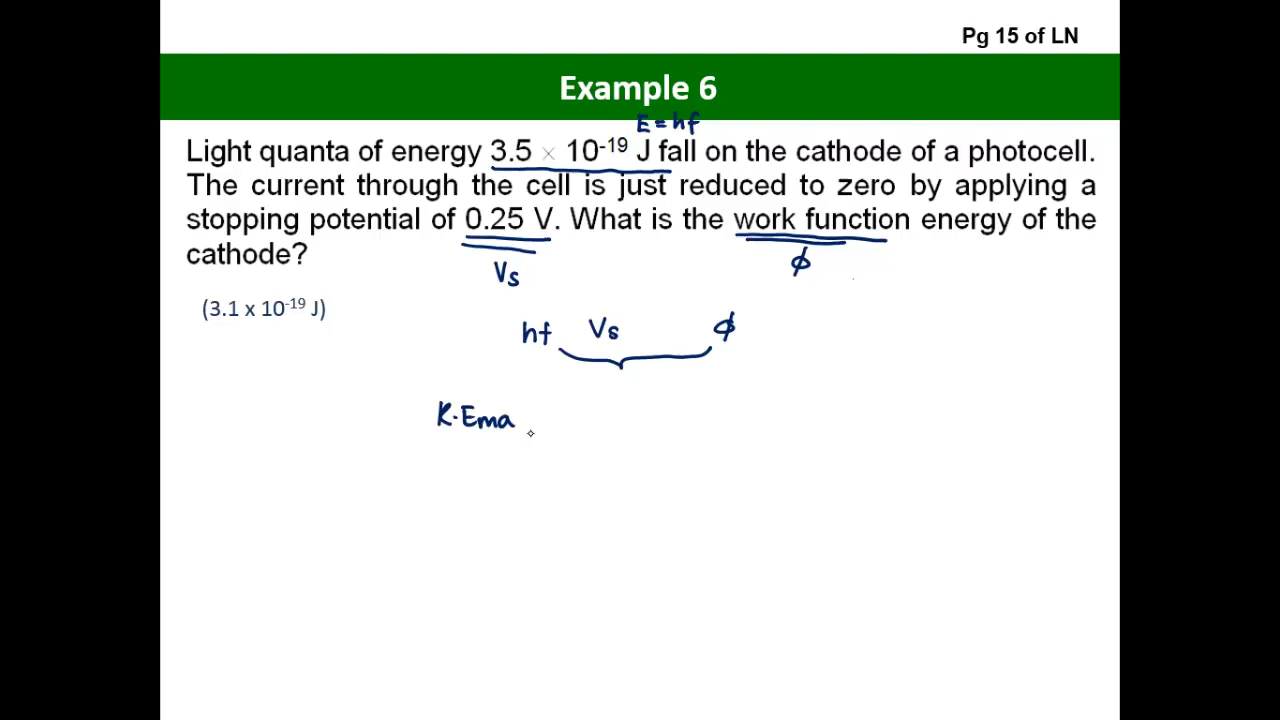 Pg 15 of LN
Example 6
E = hf
Light quanta of energy 3.5 × 10⁻¹⁹ J fall on the cathode of a photocell.
The current through the cell is just reduced to zero by applying a
stopping potential of 0.25 V. What is the work function energy of the
cathode?
Vs ϕ
(3.1 x 10⁻¹⁹ J)
hf Vs ϕ
K.Ema